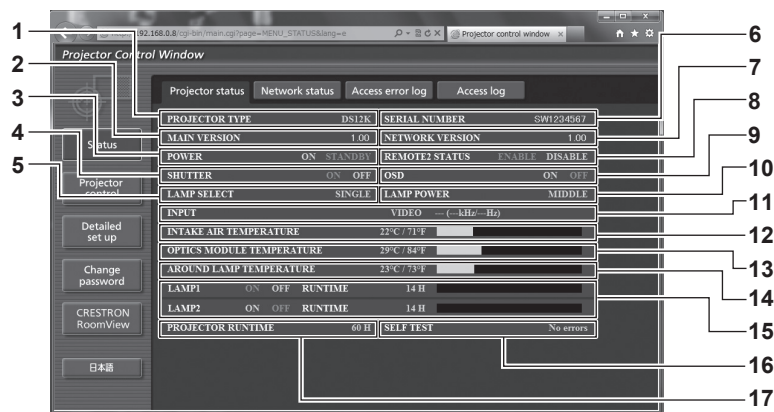 192.168.0.8/cgi-bin/main.cgi?page=MENU_STATUS&lang=e
Projector control window
Projector Control Window
Projector status Network status Access error log Access log
Status
Projector control
Detailed set up
Change password
CRESTRON RoomView
日本語
PROJECTOR TYPE DS12K SERIAL NUMBER SW1234567
MAIN VERSION 1.00 NETWORK VERSION 1.00
POWER ON STANDBY REMOTE2 STATUS ENABLE DISABLE
SHUTTER ON OFF OSD ON OFF
LAMP SELECT SINGLE LAMP POWER MIDDLE
INPUT VIDEO --- (---kHz/---Hz)
INTAKE AIR TEMPERATURE 22°C / 71°F
OPTICS MODULE TEMPERATURE 29°C / 84°F
AROUND LAMP TEMPERATURE 23°C / 73°F
LAMP1 ON OFF RUNTIME 14 H
LAMP2 ON OFF RUNTIME 14 H
PROJECTOR RUNTIME 60 H SELF TEST No errors
1
2
3
4
5
6
7
8
9
10
11
12
13
14
15
16
17